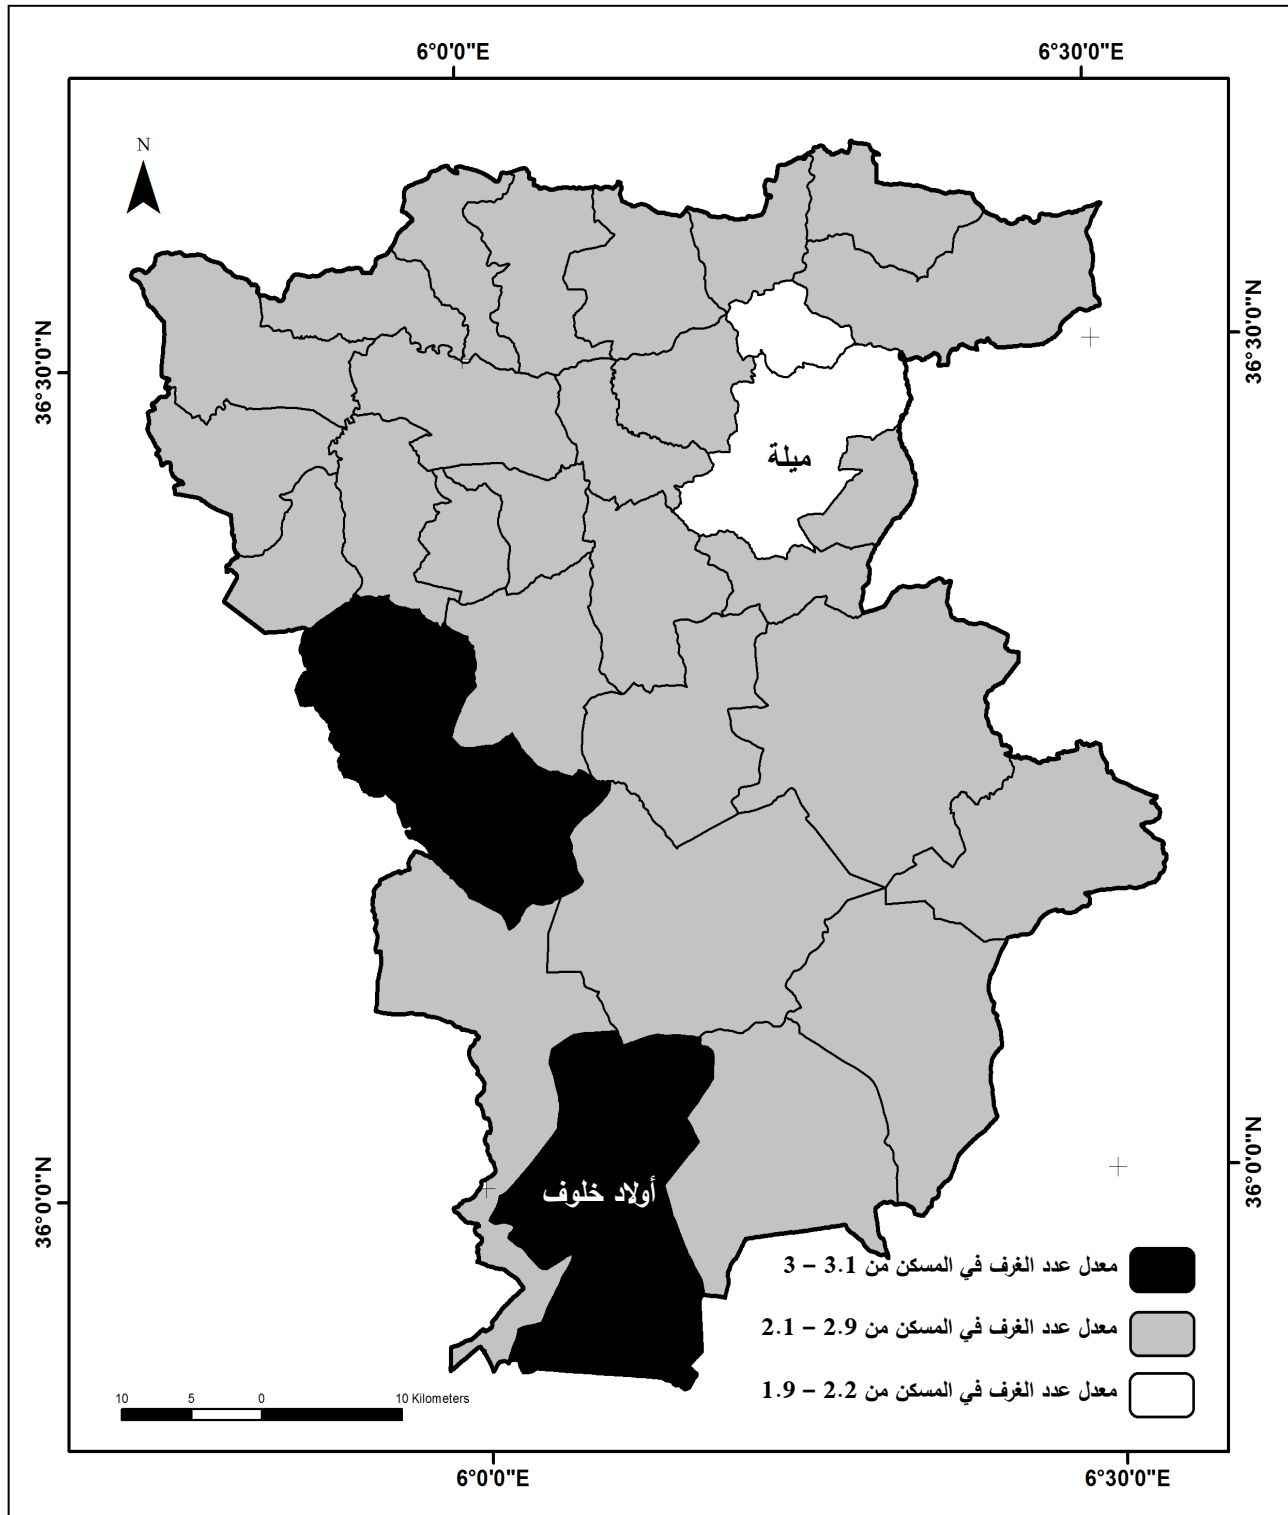 6°0'0"E
6°30'0"E
N
36°30'0"N
36°30'0"N
ميلة
36°0'0"N
36°0'0"N
أولاد خلوف
معدل عدد الغرف في المسكن من 3.1 – 3
معدل عدد الغرف في المسكن من 2.9 – 2.1
معدل عدد الغرف في المسكن من 2.2 – 1.9
10 5 0 10 Kilometers
6°0'0"E
6°30'0"E